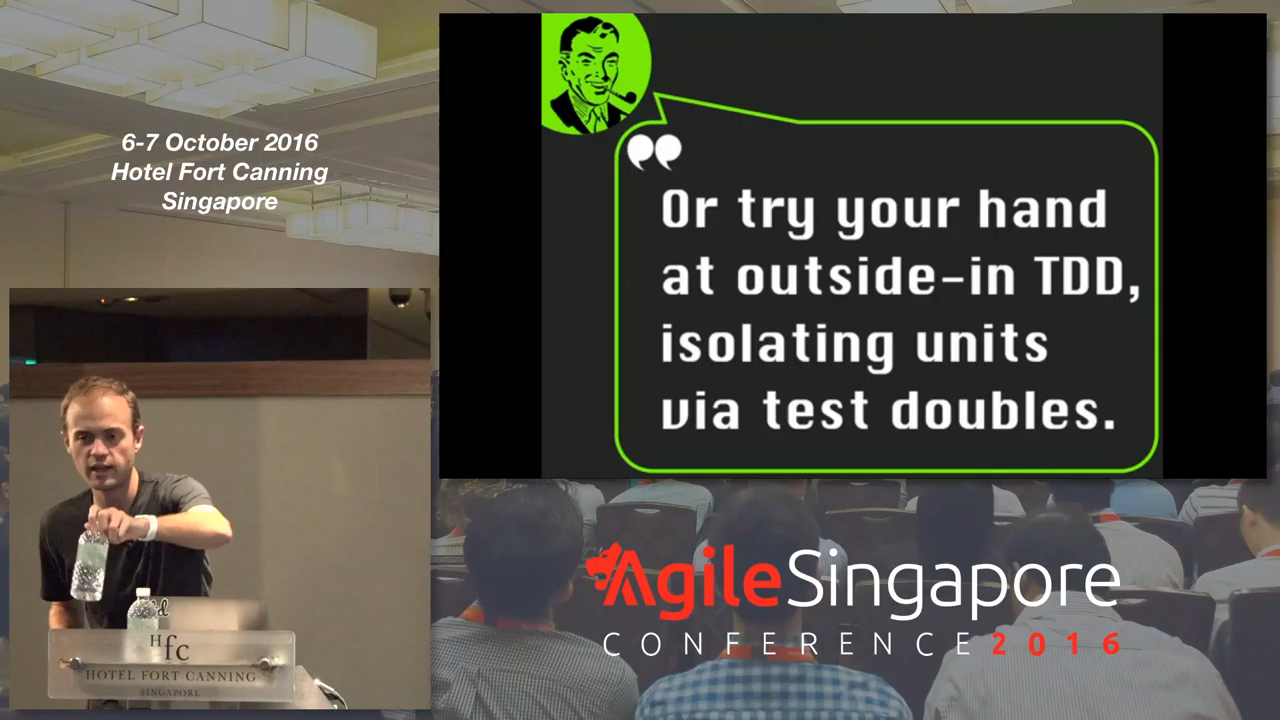 6-7 October 2016
Hotel Fort Canning
Singapore
Or try your hand
at outside-in TDD,
isolating units
via test doubles.
Hfc
HOTEL FORT CANNING
SINGAPORE
AgileSingapore
CONFERENCE 2016